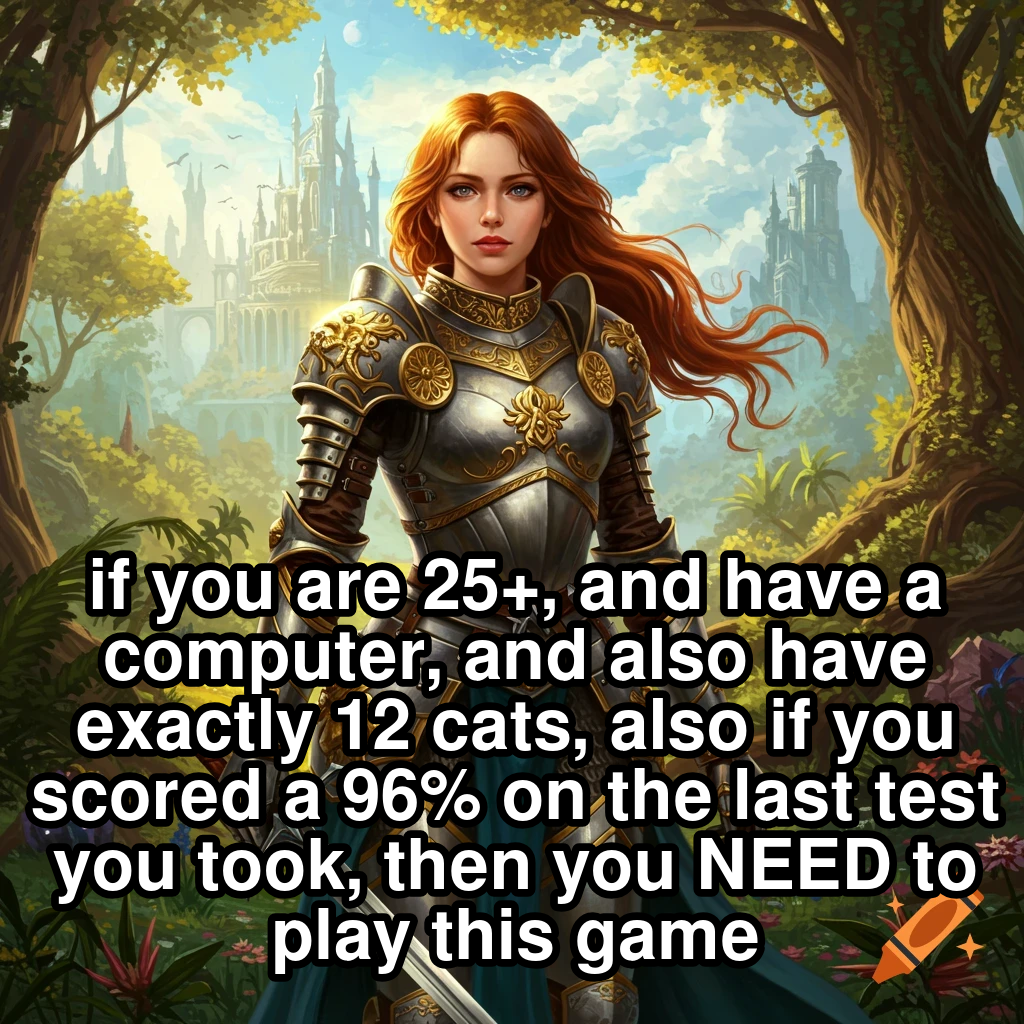 if you are 25+, and have a
computer, and also have
exactly 12 cats, also if you
scored a 96% on the last test
you took, then you NEED to
play this game